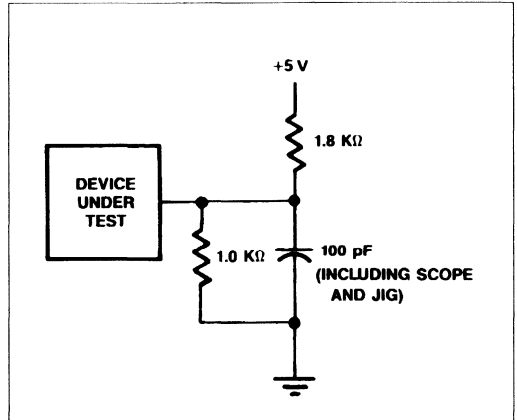 +5 V
1.8 KΩ
DEVICE
UNDER
TEST
1.0 KΩ
100 pF
(INCLUDING SCOPE
AND JIG)